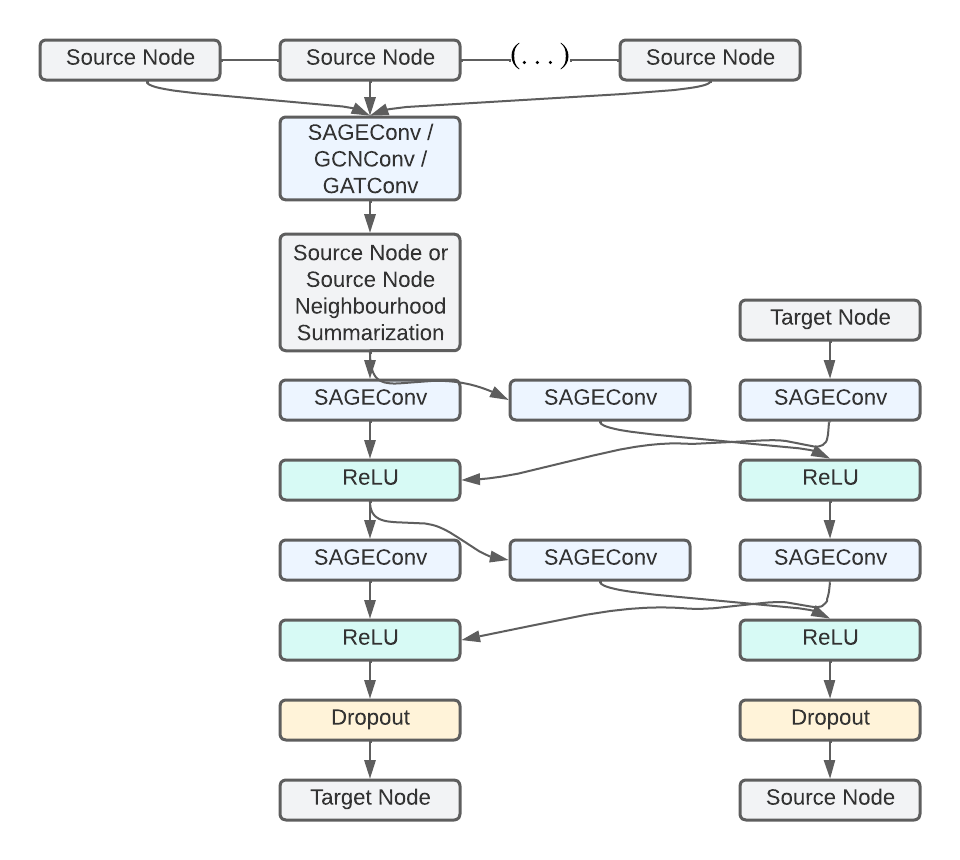 Source Node
Source Node
(...)
Source Node
SAGEConv /
GCNConv /
GATConv
Source Node or
Source Node
Neighbourhood
Summarization
Target Node
SAGEConv
SAGEConv
SAGEConv
ReLU
ReLU
SAGEConv
SAGEConv
SAGEConv
ReLU
ReLU
Dropout
Dropout
Target Node
Source Node